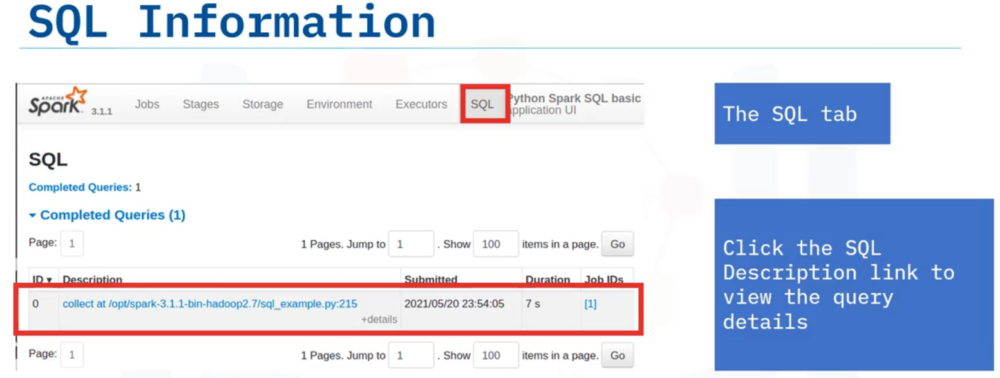 SQL Information
APACHE Spark 3.1.1 Jobs Stages Storage Environment Executors SQL Python Spark SQL basic
application UI
The SQL tab
SQL
Completed Queries: 1
Completed Queries (1)
Page: 1 1 Pages. Jump to 1 . Show 100 items in a page. Go
ID ▾ Description Submitted Duration Job IDs
0 collect at /opt/spark-3.1.1-bin-hadoop2.7/sql_example.py:215 2021/05/20 23:54:05 7 s [1]
+details
Page: 1 1 Pages. Jump to 1 . Show 100 items in a page. Go
Click the SQL
Description link to
view the query
details